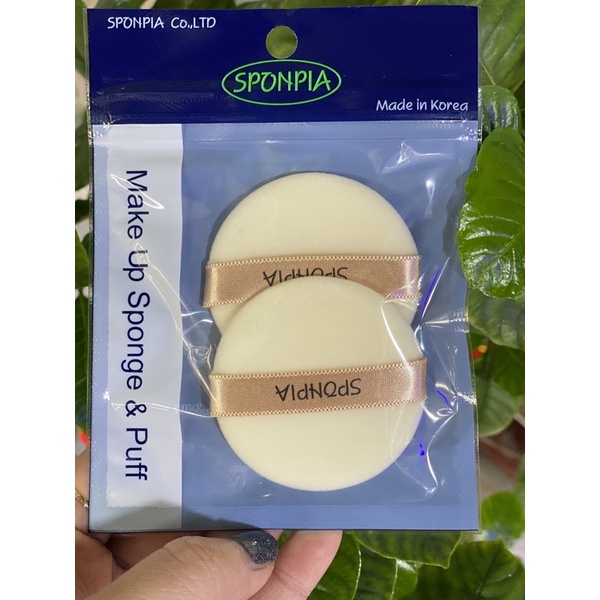 SPONPIA Co.,LTD
SPONPIA
Made in Korea
Make Up Sponge & Puff
SPONPIA
SPONPIA